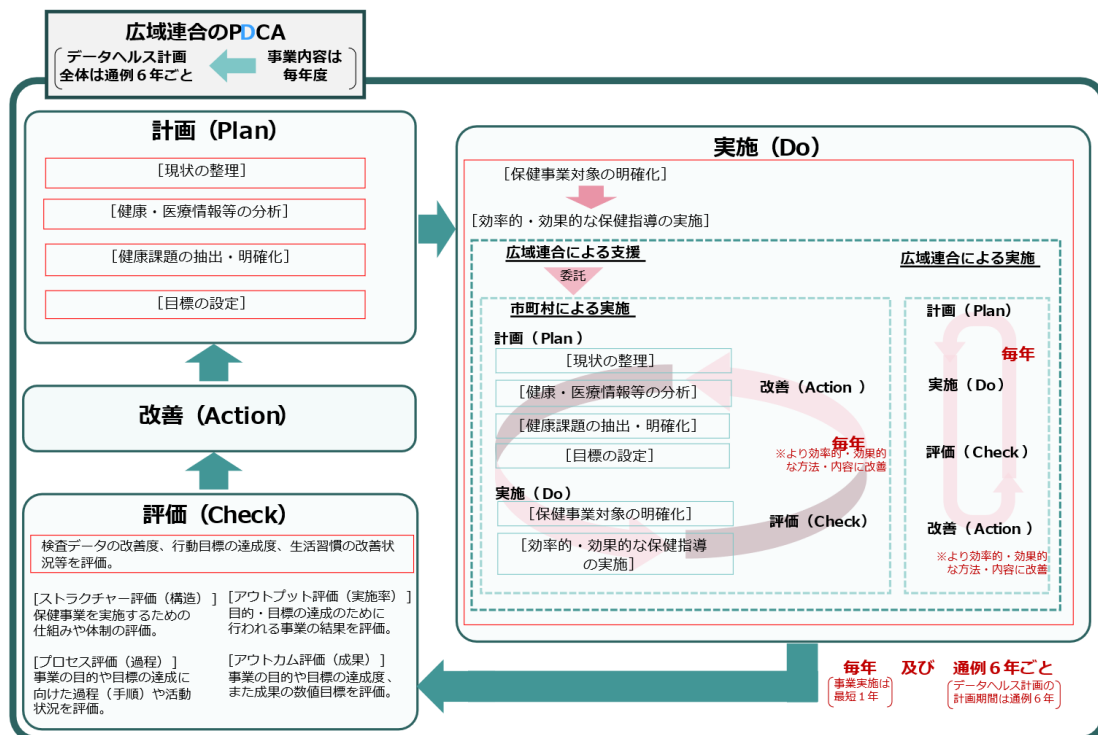 広域連合のPDCA
データヘルス計画
全体は通例6年ごと
事業内容は
毎年度
計画（Plan）
[現状の整理]
[健康・医療情報等の分析]
[健康課題の抽出・明確化]
[目標の設定]
改善（Action）
評価（Check）
検査データの改善度、行動目標の達成度、生活習慣の改善状
況等を評価。
[ストラクチャー評価（構造）]
保健事業を実施するための
仕組みや体制の評価。
[アウトプット評価（実施率）]
目的・目標の達成のために
行われる事業の結果を評価。
[プロセス評価（過程）]
事業の目的や目標の達成に
向けた過程（手順）や活動
状況を評価。
[アウトカム評価（成果）]
事業の目的や目標の達成度、
また成果の数値目標を評価。
実施（Do）
[保健事業対象の明確化]
[効率的・効果的な保健指導の実施]
広域連合による支援
委託
市町村による実施
計画（Plan）
[現状の整理]
[健康・医療情報等の分析]
[健康課題の抽出・明確化]
[目標の設定]
実施（Do）
[保健事業対象の明確化]
[効率的・効果的な保健指導
の実施]
改善（Action）
毎年
※より効率的・効果的
な方法・内容に改善
評価（Check）
広域連合による実施
計画（Plan）
毎年
実施（Do）
評価（Check）
改善（Action）
※より効率的・効果的
な方法・内容に改善
毎年 及び 通例6年ごと
事業実施は
最短1年
データヘルス計画の
計画期間は通例6年